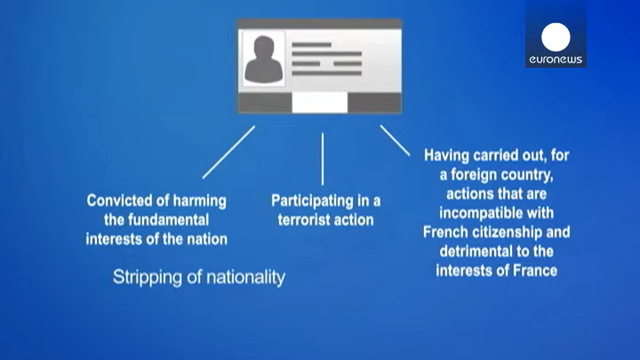 euronews
Convicted of harming
the fundamental
interests of the nation
Participating in a
terrorist action
Having carried out, for
a foreign country,
actions that are
incompatible with
French citizenship and
detrimental to the
interests of France
Stripping of nationality